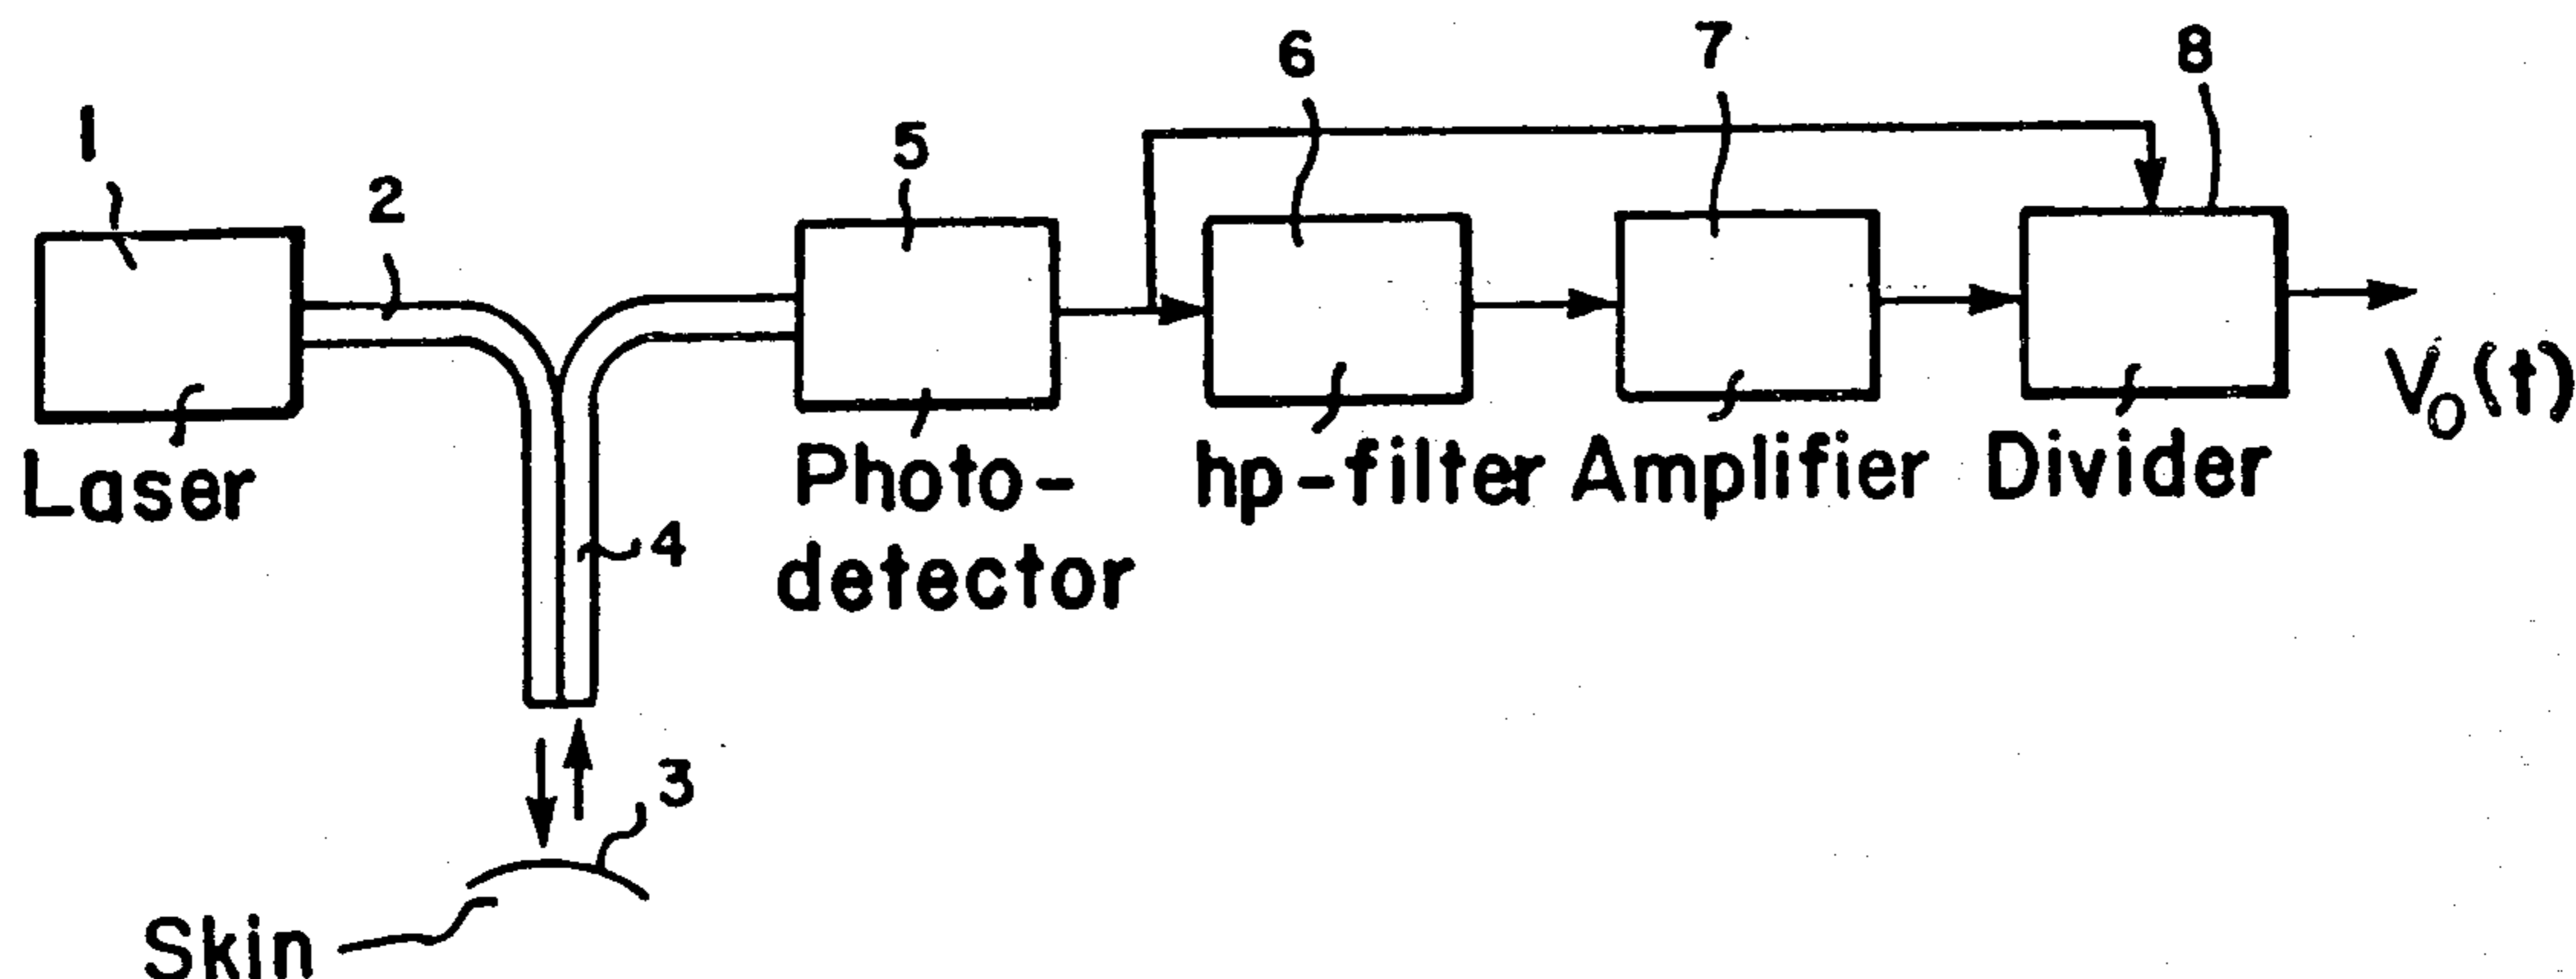 1
2
5
6
7
8
Laser
Photo-
detector
hp-filter
Amplifier
Divider
V₀(t)
4
3
Skin